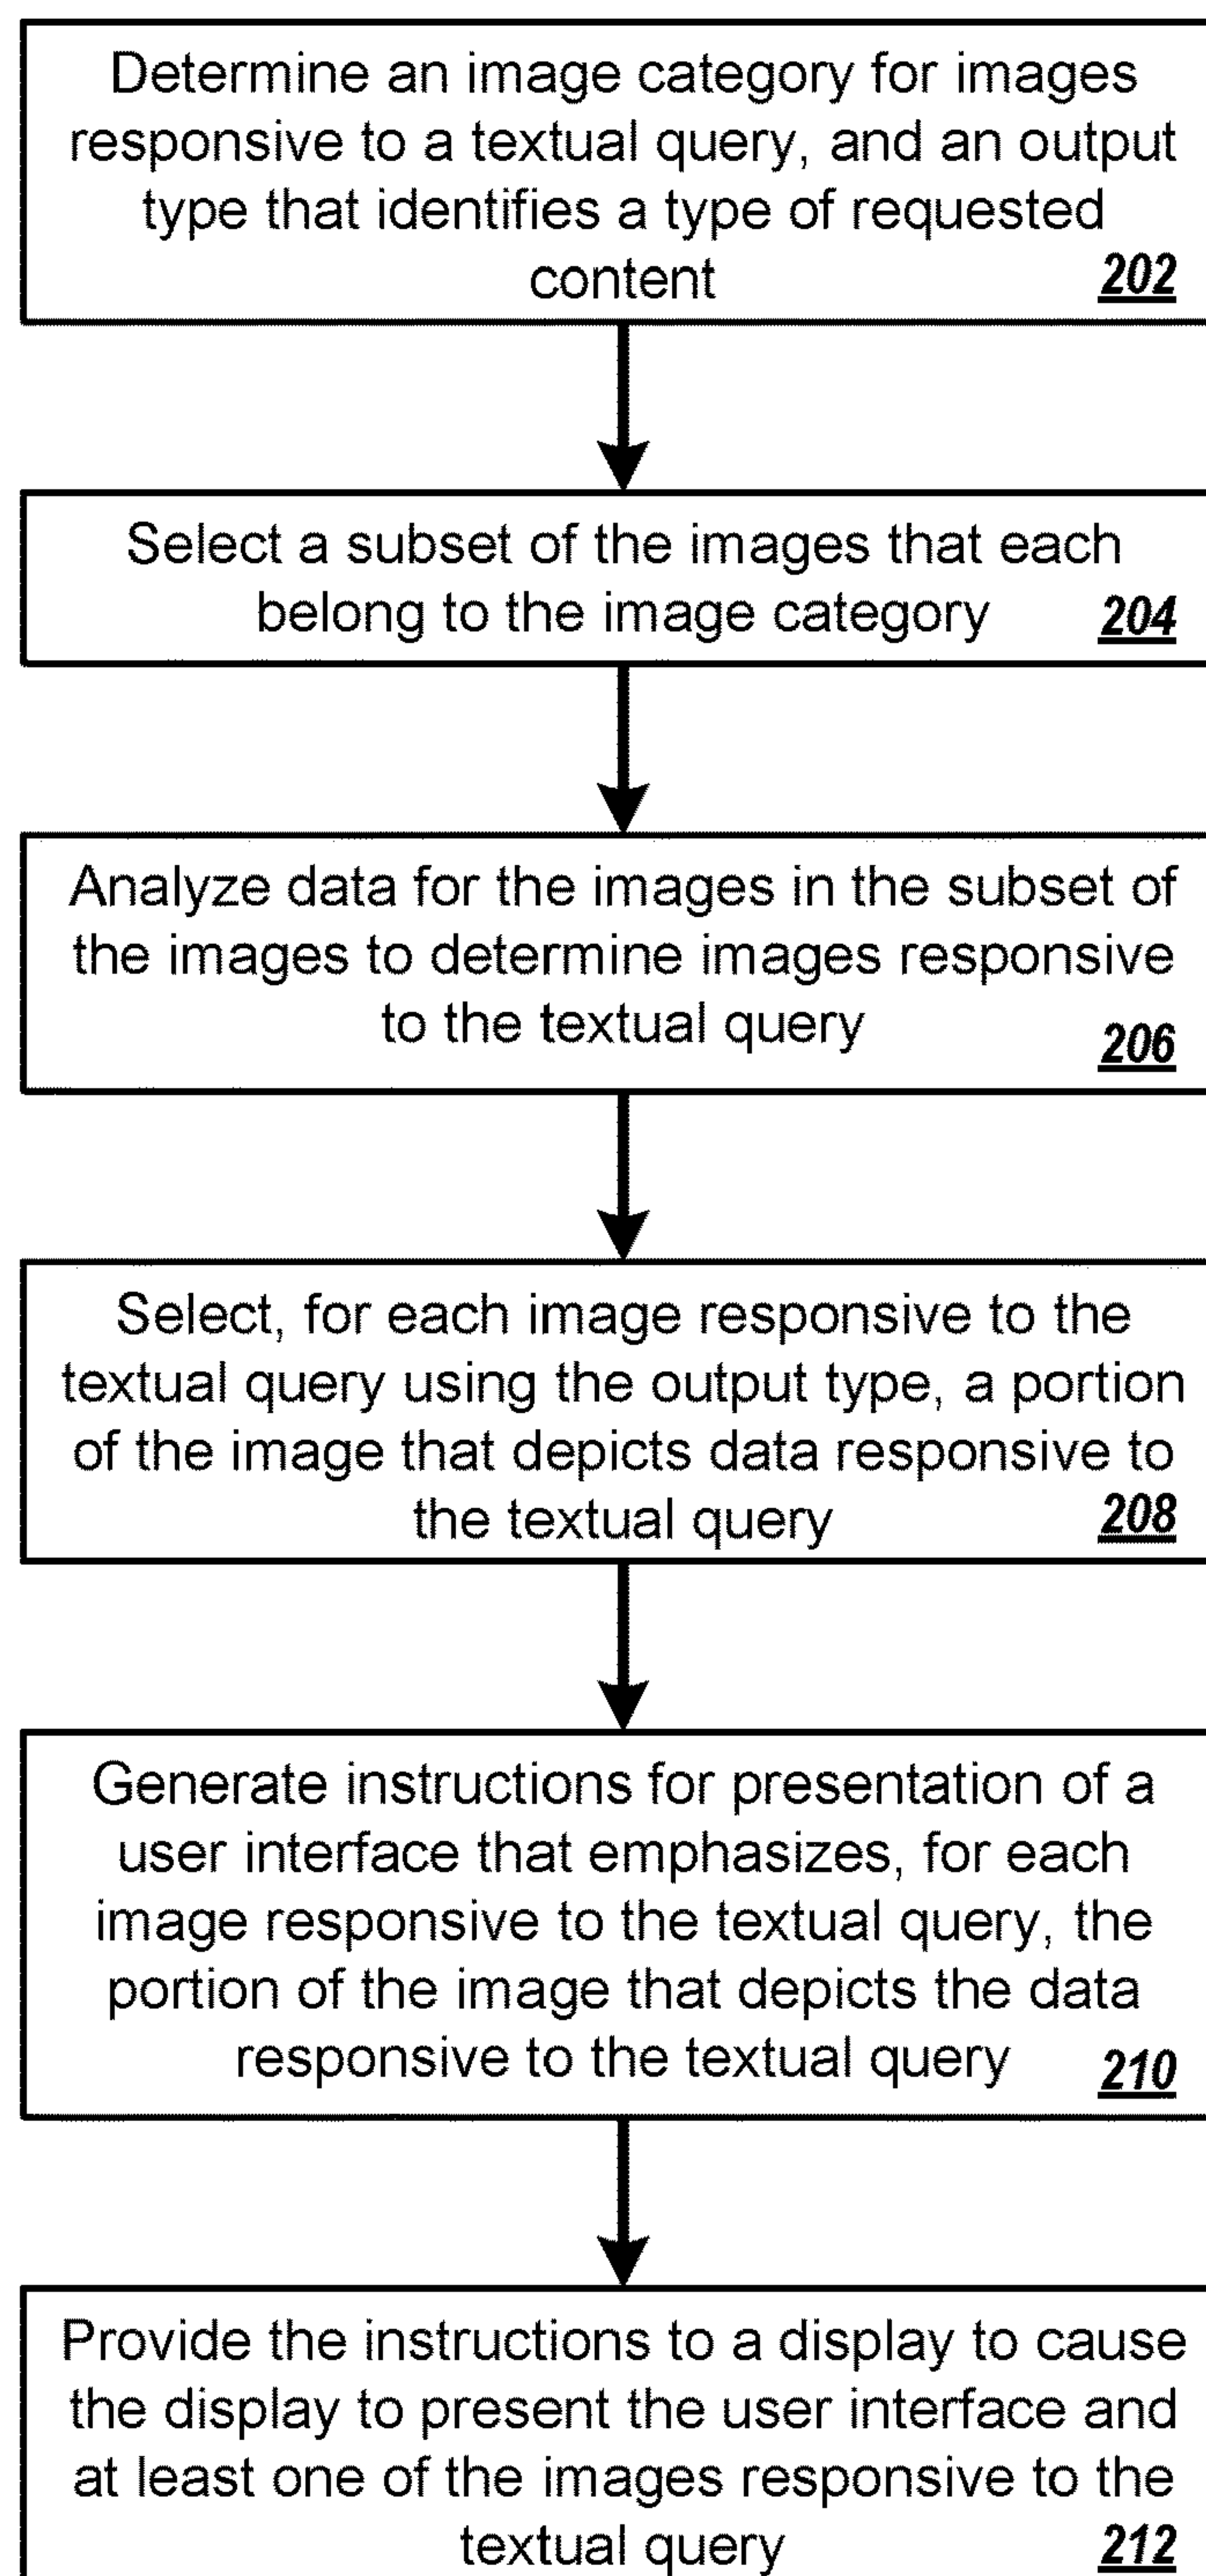 Determine an image category for images
responsive to a textual query, and an output
type that identifies a type of requested
content 202
Select a subset of the images that each
belong to the image category 204
Analyze data for the images in the subset of
the images to determine images responsive
to the textual query 206
Select, for each image responsive to the
textual query using the output type, a portion
of the image that depicts data responsive to
the textual query 208
Generate instructions for presentation of a
user interface that emphasizes, for each
image responsive to the textual query, the
portion of the image that depicts the data
responsive to the textual query 210
Provide the instructions to a display to cause
the display to present the user interface and
at least one of the images responsive to the
textual query 212